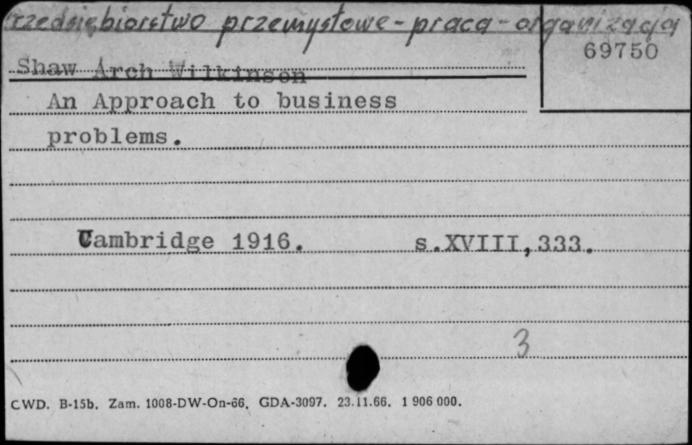 rzedsiębiorstwo przemysłowe - praca - organizacja
69750
Shaw Arch Wilkinson
An Approach to business
problems.
Cambridge 1916. s.XVIII,333.
3
CWD. B-15b. Zam. 1008-DW-On-66. GDA-3097. 23.11.66. 1 906 000.